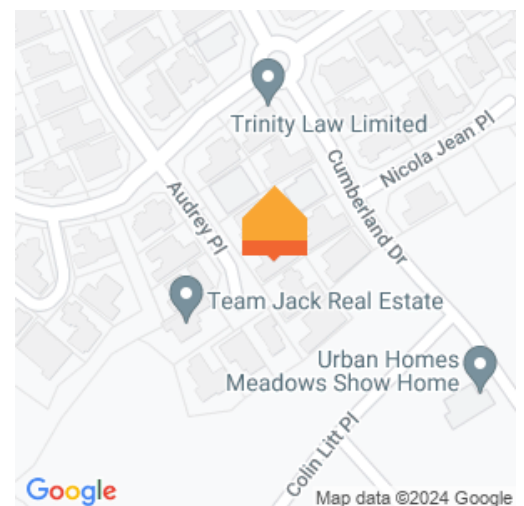 Trinity Law Limited
Nicola Jean Pl
Cumberland Dr
Audrey Pl
Team Jack Real Estate
Urban Homes
Meadows Show Home
Colin Litt Pl
Google
Map data ©2024 Google